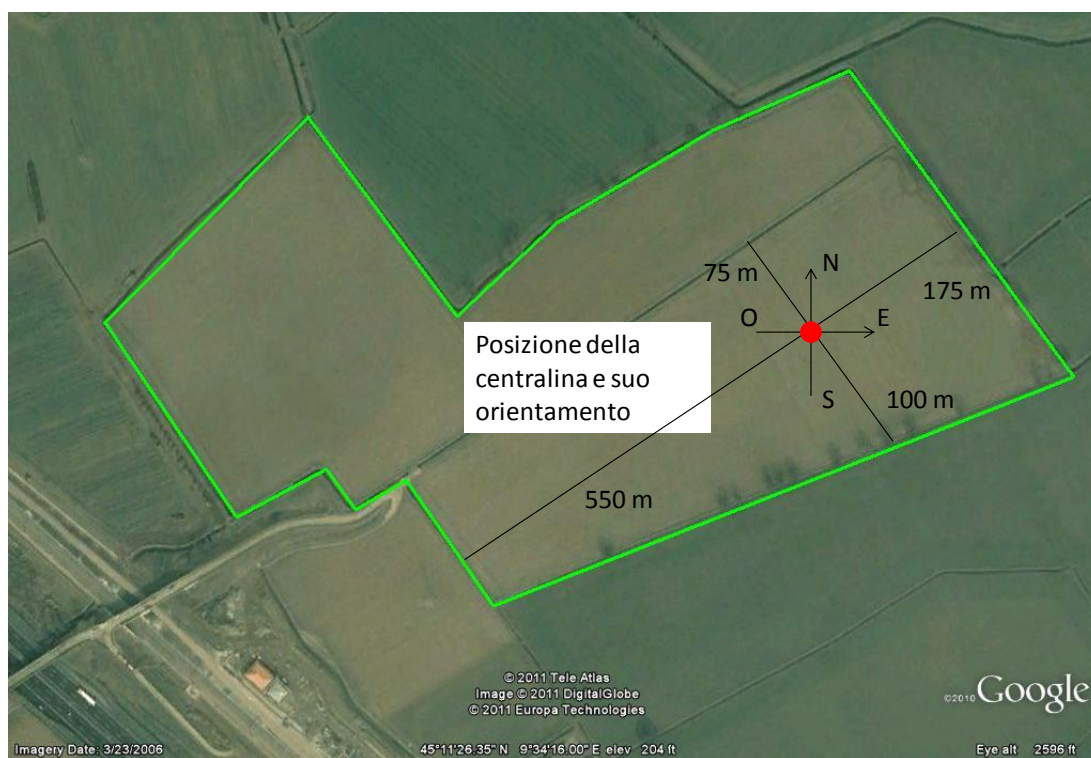 N
75 m
175 m
O
E
Posizione della
centralina e suo
orientamento
S
100 m
550 m
© 2011 Tele Atlas
Image © 2011 DigitalGlobe
© 2011 Europa Technologies
©2010 Google
Imagery Date: 3/23/2006
45°11'26.35" N 9°34'16.00" E elev 204 ft
Eye alt 2596 ft